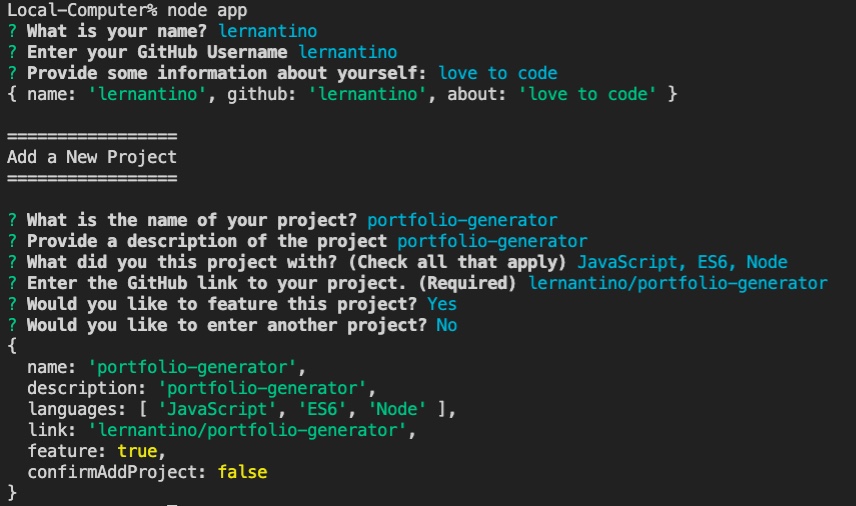 Local-Computer% node app
? What is your name? lernantino
? Enter your GitHub Username lernantino
? Provide some information about yourself: love to code
{ name: 'lernantino', github: 'lernantino', about: 'love to code' }
=================
Add a New Project
=================
? What is the name of your project? portfolio-generator
? Provide a description of the project portfolio-generator
? What did you this project with? (Check all that apply) JavaScript, ES6, Node
? Enter the GitHub link to your project. (Required) lernantino/portfolio-generator
? Would you like to feature this project? Yes
? Would you like to enter another project? No
{
  name: 'portfolio-generator',
  description: 'portfolio-generator',
  languages: [ 'JavaScript', 'ES6', 'Node' ],
  link: 'lernantino/portfolio-generator',
  feature: true,
  confirmAddProject: false
}